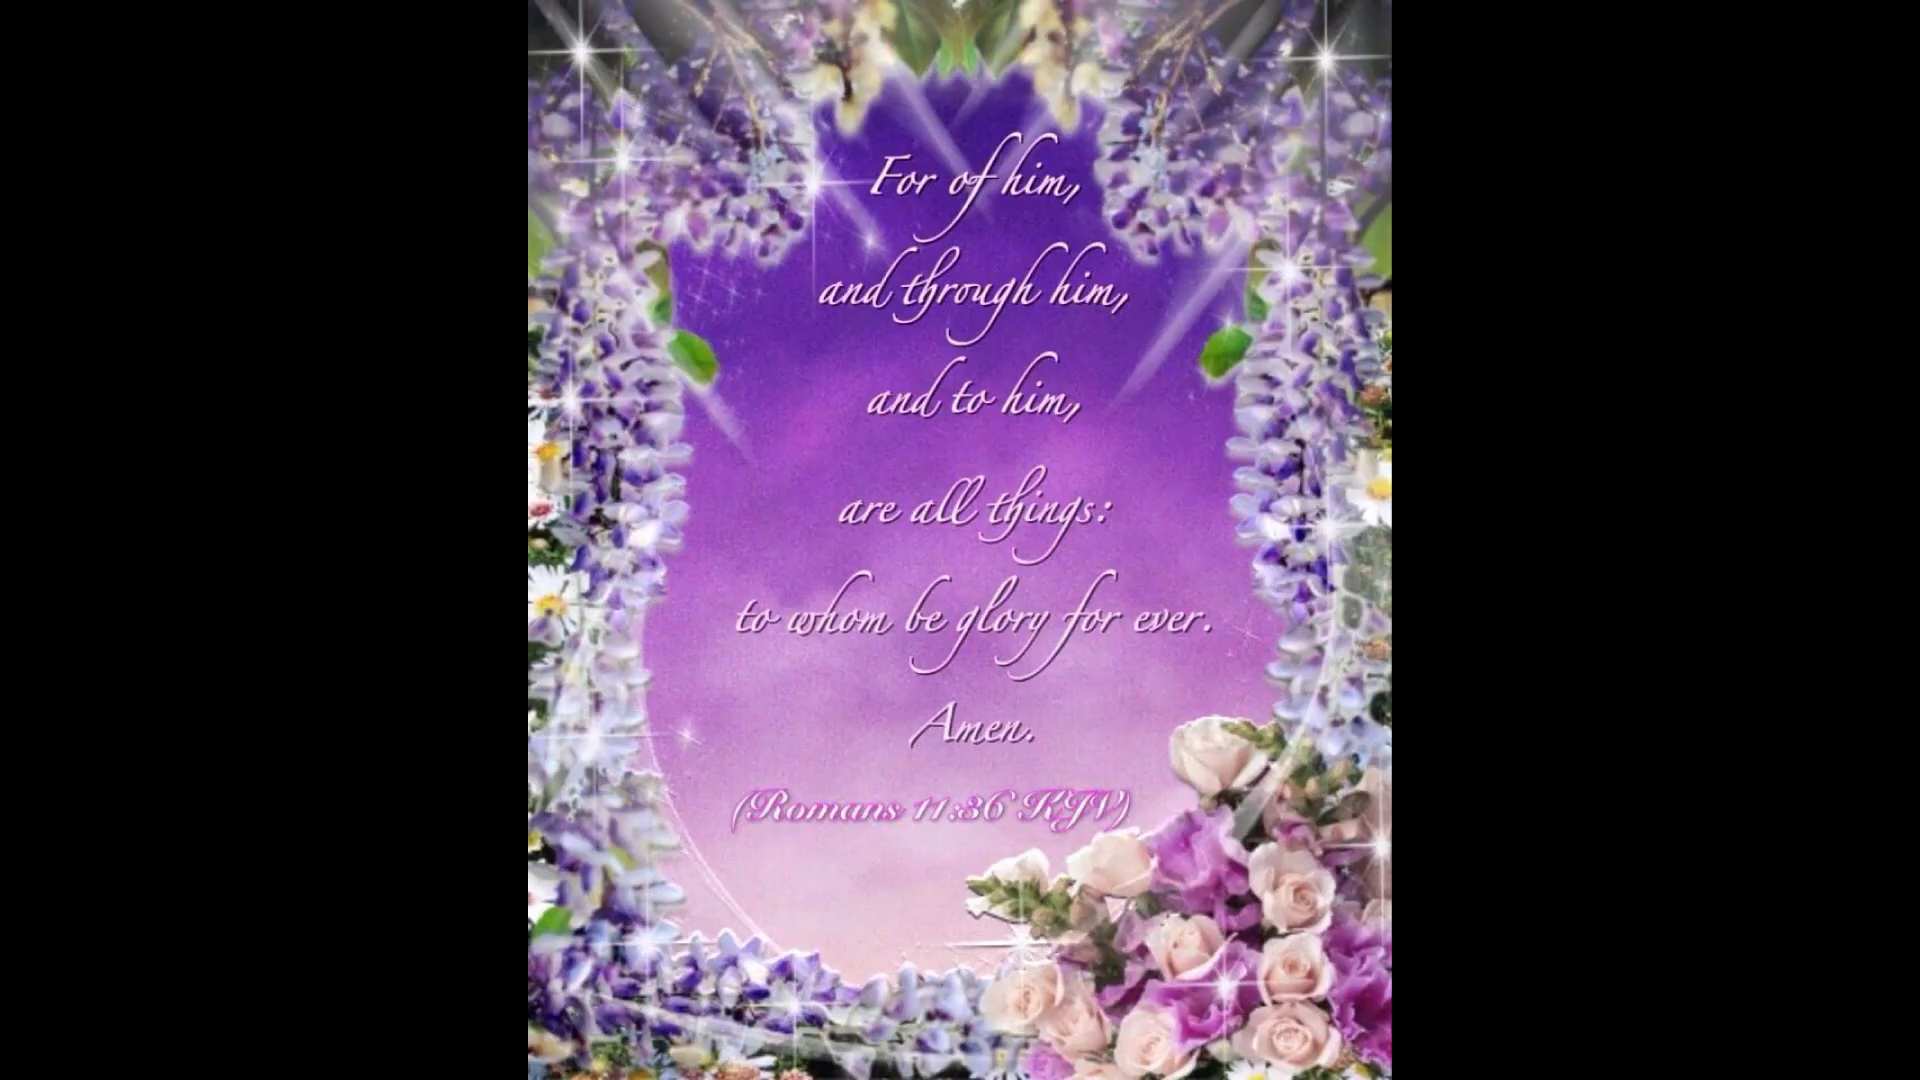 For of him,
and through him,
and to him,
are all things:
to whom be glory for ever.
Amen.
(Romans 11:36 KJV)